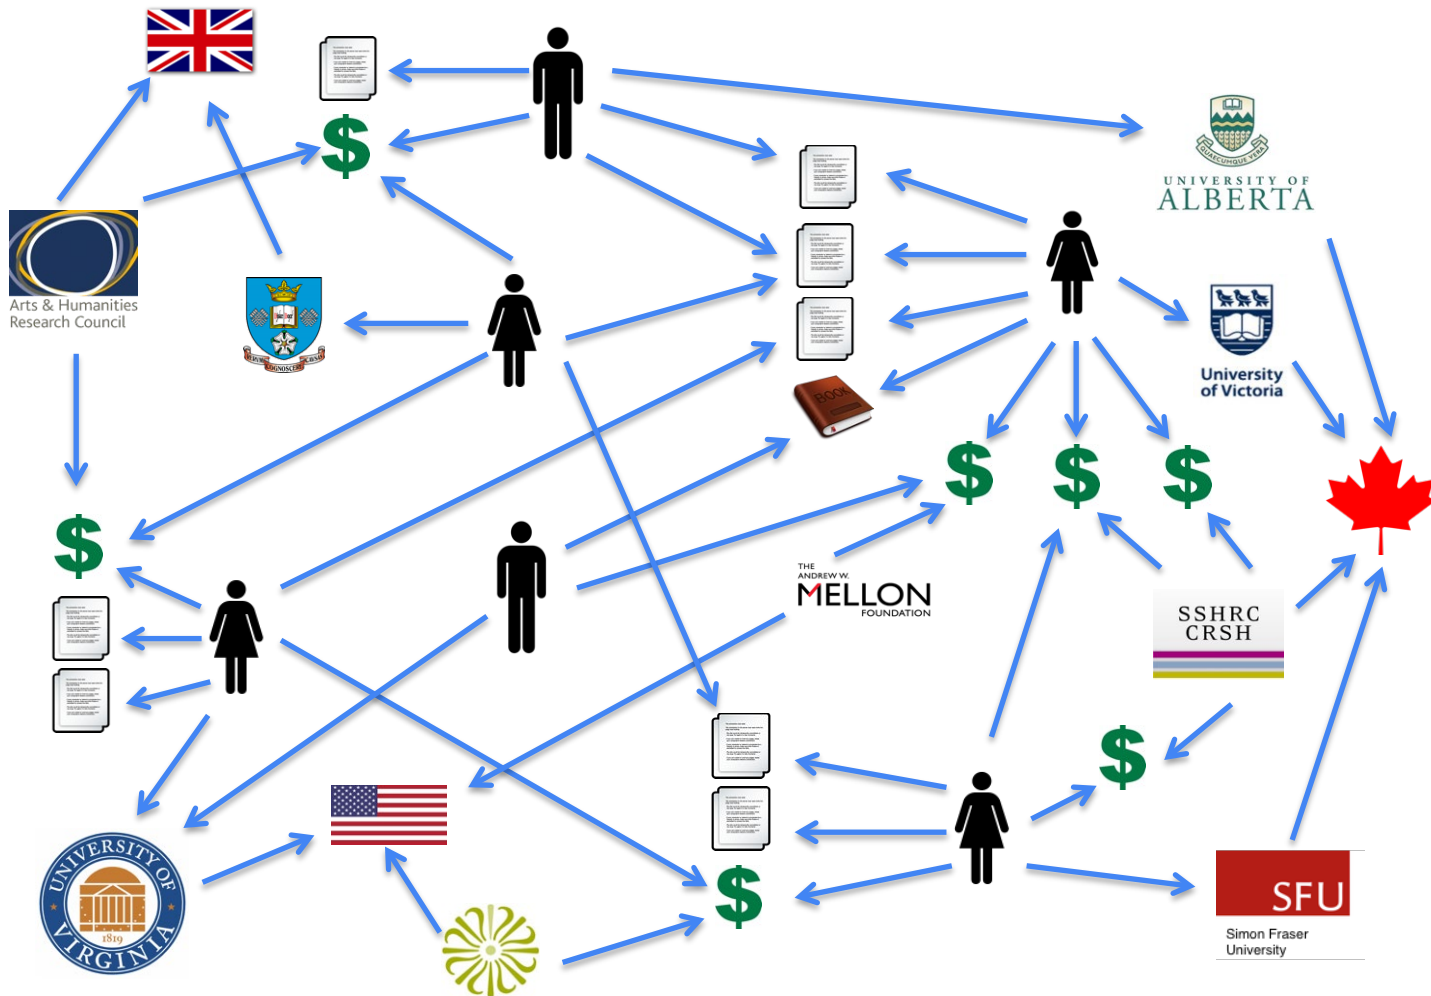 UNIVERSITY OF
ALBERTA
QUAECUMQUE VERA
Arts & Humanities
Research Council
University
of Victoria
BOOK
THE
ANDREW W.
MELLON
FOUNDATION
SSHRC
CRSH
UNIVERSITY OF
VIRGINIA
1819
SFU
Simon Fraser
University